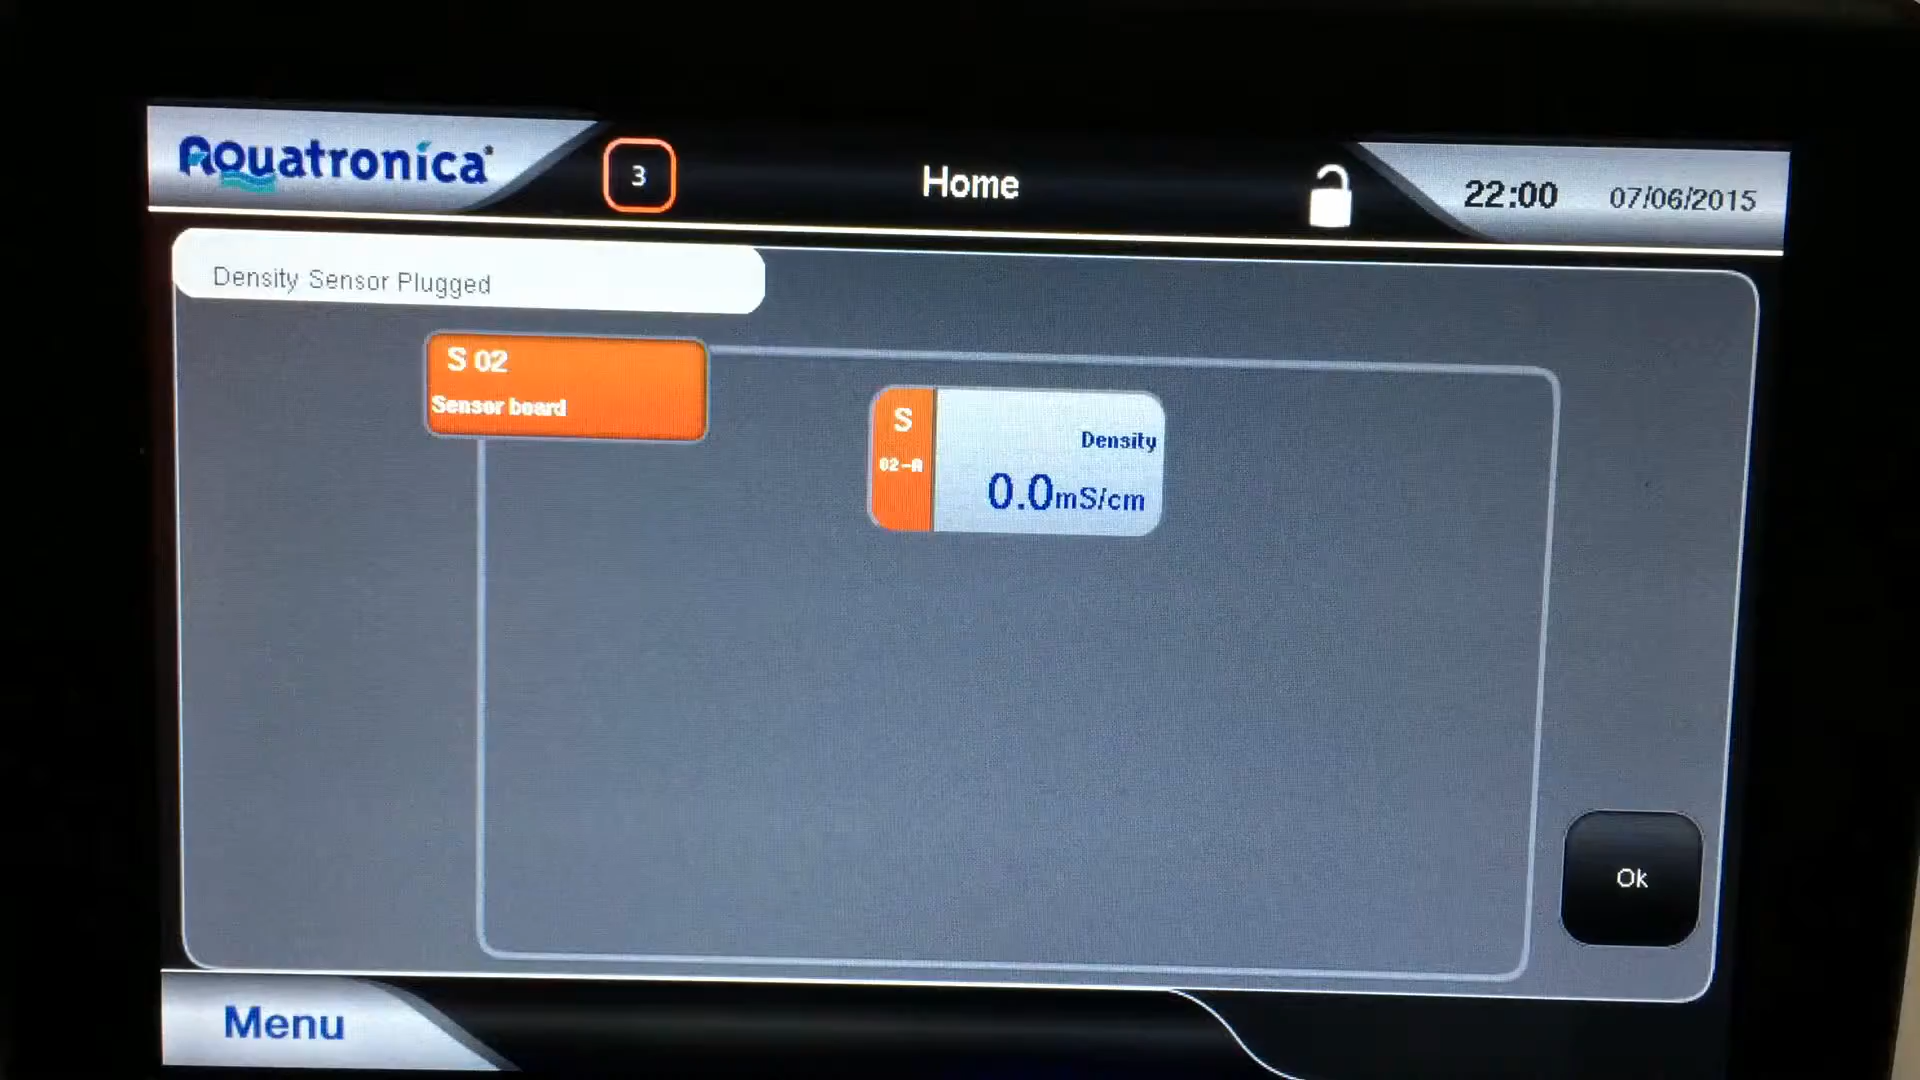 Aquatronica
3
Home
22:00
07/06/2015
Density Sensor Plugged
S 02
Sensor board
S
02-A
Density
0.0mS/cm
Ok
Menu